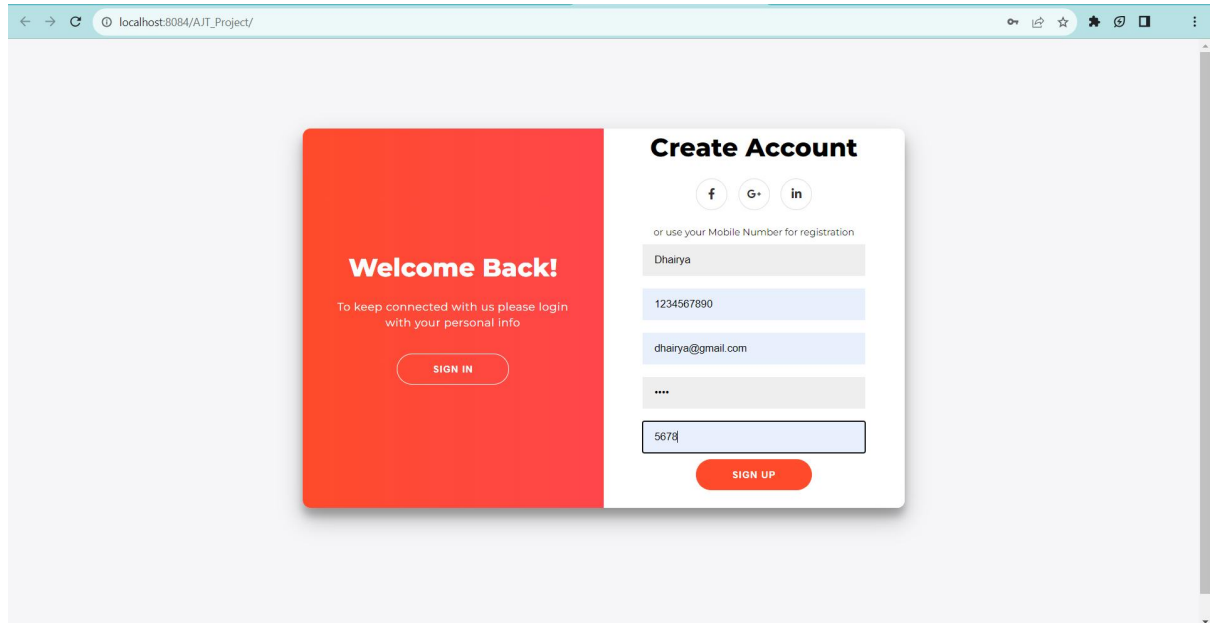 localhost:8084/AJT_Project/
Create Account
f
G+
in
or use your Mobile Number for registration
Dhairya
1234567890
dhairya@gmail.com
••••
5678
SIGN UP
Welcome Back!
To keep connected with us please login
with your personal info
SIGN IN